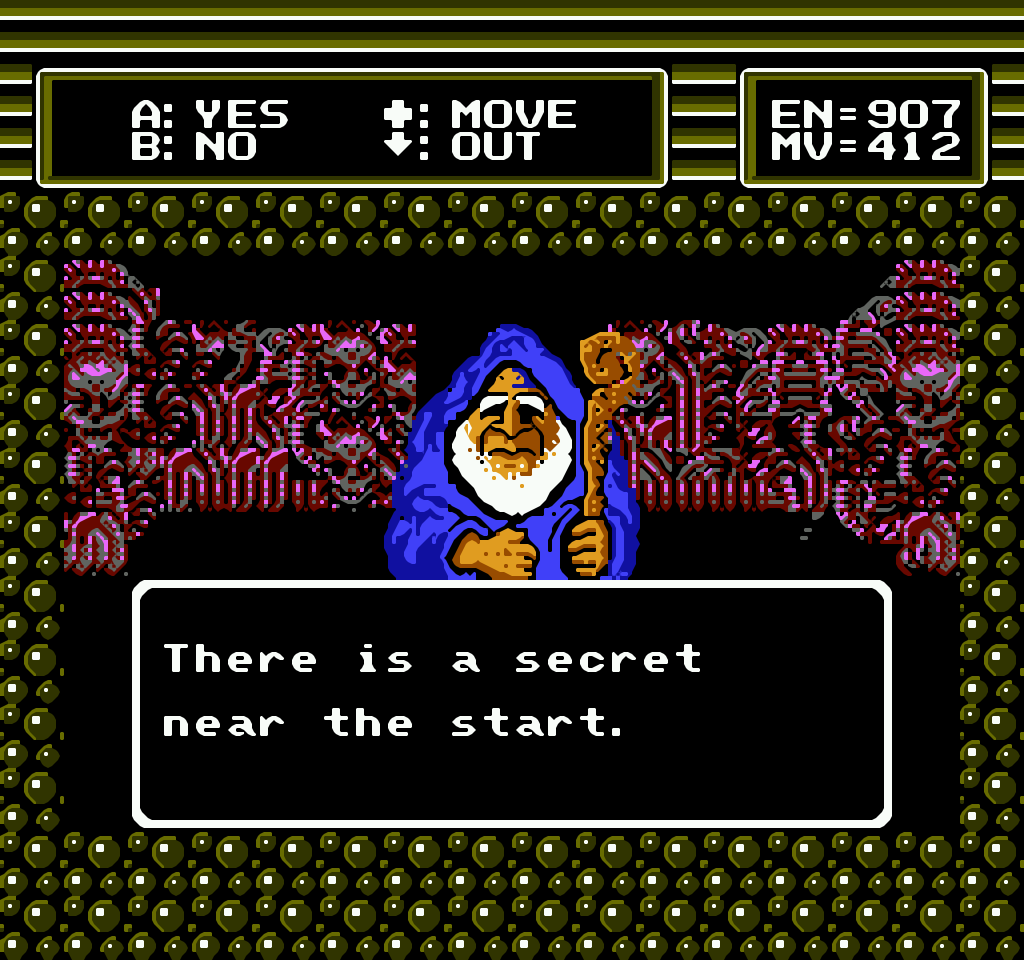 A: YES
B: NO
✚: MOVE
⬇: OUT
EN=907
MV=412
There is a secret
near the start.